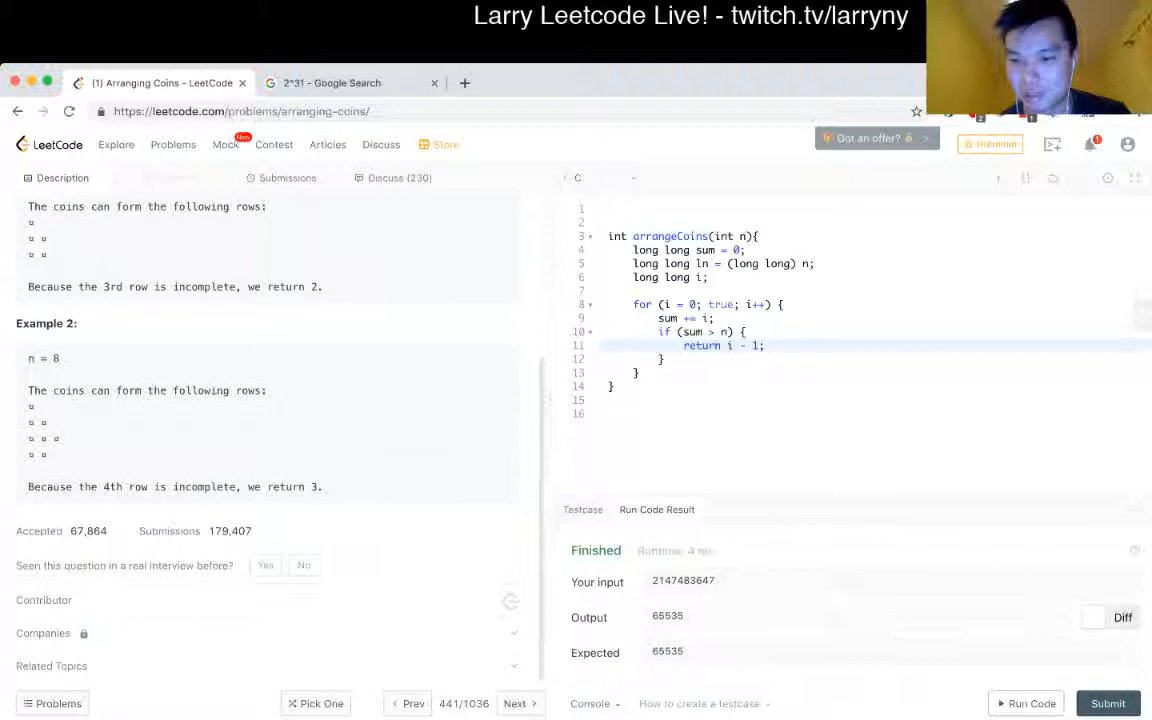 Larry Leetcode Live! - twitch.tv/larryny
(1) Arranging Coins - LeetCode
2^31 - Google Search
https://leetcode.com/problems/arranging-coins/
2
1
LeetCode
Explore
Problems
Mock
New
Contest
Articles
Discuss
Store
Got an offer?
Premium
1
Description
Submissions
Discuss (230)
C
The coins can form the following rows:
¤
¤ ¤
¤ ¤
Because the 3rd row is incomplete, we return 2.
Example 2:
n = 8
The coins can form the following rows:
¤
¤ ¤
¤ ¤ ¤
¤ ¤
Because the 4th row is incomplete, we return 3.
Accepted 67,864 Submissions 179,407
Seen this question in a real interview before? Yes No
Contributor
Companies
Related Topics
Problems
Pick One
Prev
441/1036
Next
1
2
3 int arrangeCoins(int n){
4 long long sum = 0;
5 long long ln = (long long) n;
6 long long i;
7
8 for (i = 0; true; i++) {
9 sum += i;
10 if (sum > n) {
11 return i - 1;
12 }
13 }
14 }
15
16
Testcase
Run Code Result
Finished
Runtime: 4 ms
Your input
2147483647
Output
65535
Diff
Expected
65535
Console
How to create a testcase
Run Code
Submit